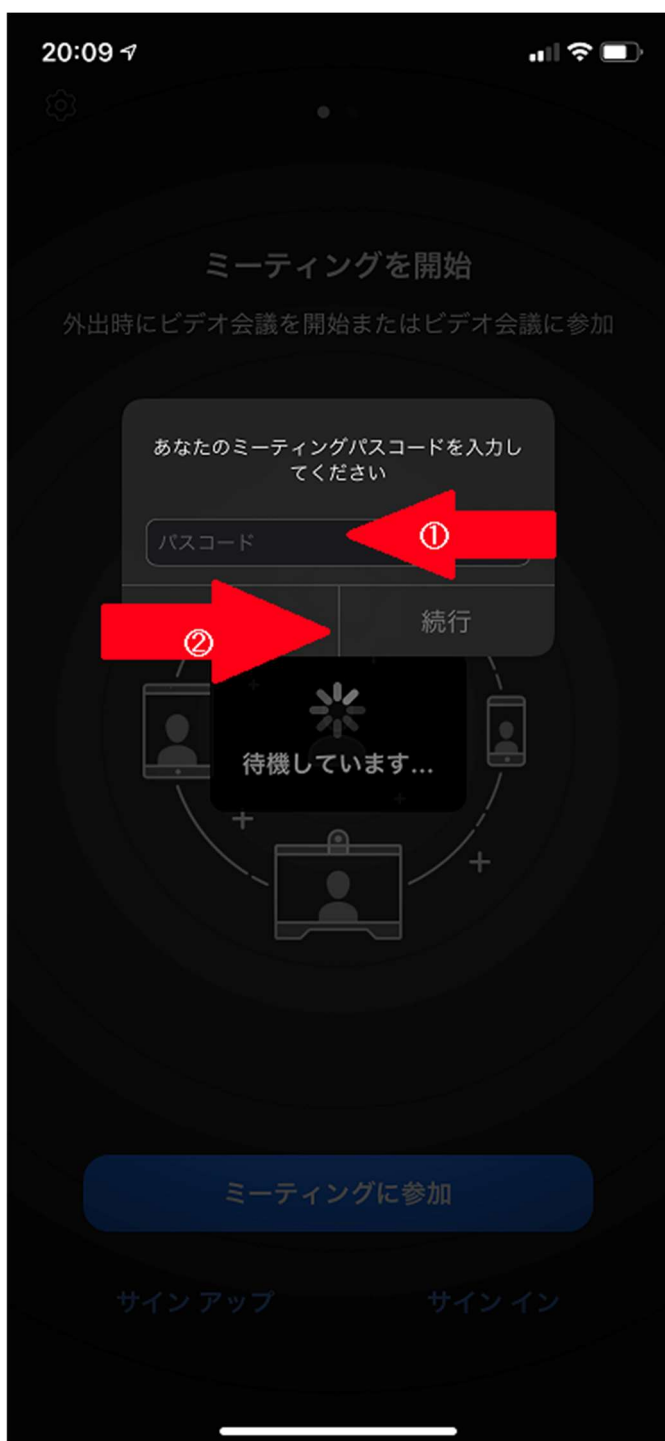 20:09
ミーティングを開始
外出時にビデオ会議を開始またはビデオ会議に参加
あなたのミーティングパスコードを入力し
てください
パスコード
①
②
続行
待機しています...
ミーティングに参加
サイン アップ
サイン イン